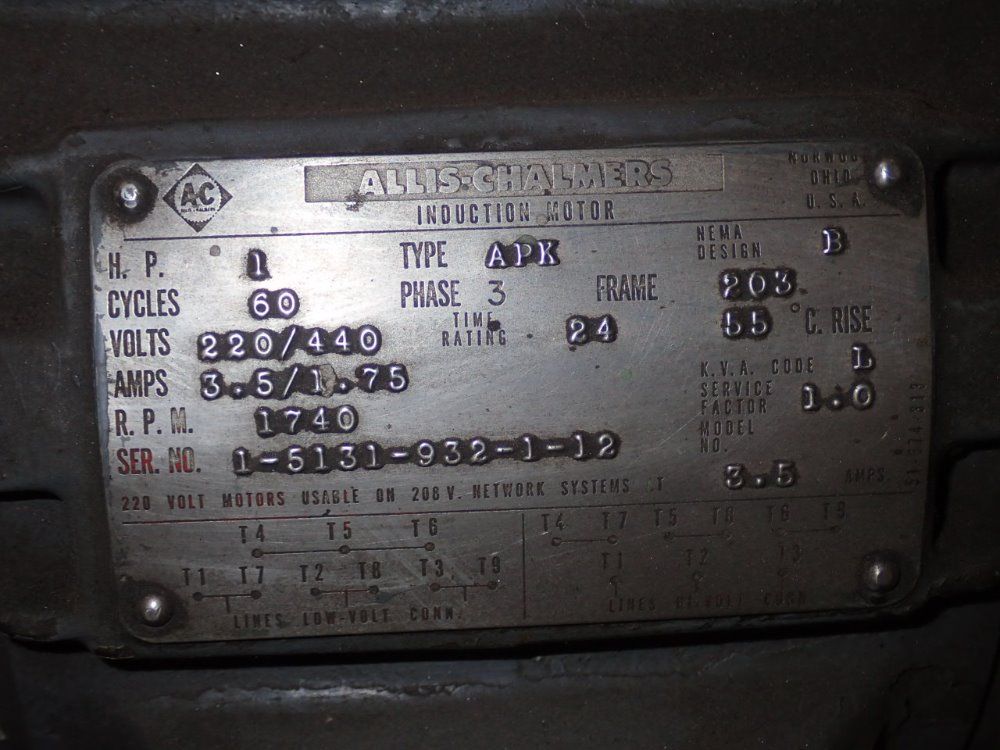 A-C
ALLIS-CHALMERS
NORWOOD
OHIO
U. S. A.
INDUCTION MOTOR
H. P. 1 TYPE APK NEMA DESIGN B
CYCLES 60 PHASE 3 FRAME 203
VOLTS 220/440 TIME RATING 24 55 °C. RISE
AMPS 3.5/1.75 K.V.A. CODE L
R. P. M. 1740 SERVICE FACTOR 1.0
SER. NO. 1-5131-932-1-12 MODEL NO.
220 VOLT MOTORS USABLE ON 208 V. NETWORK SYSTEMS AT 3.5 AMPS
T4 T5 T6
T1 T7 T2 T8 T3 T9
LINES LOW-VOLT CONN.
T4 T7 T5 T8 T6 T9
T1 T2 T3
LINES HI-VOLT CONN